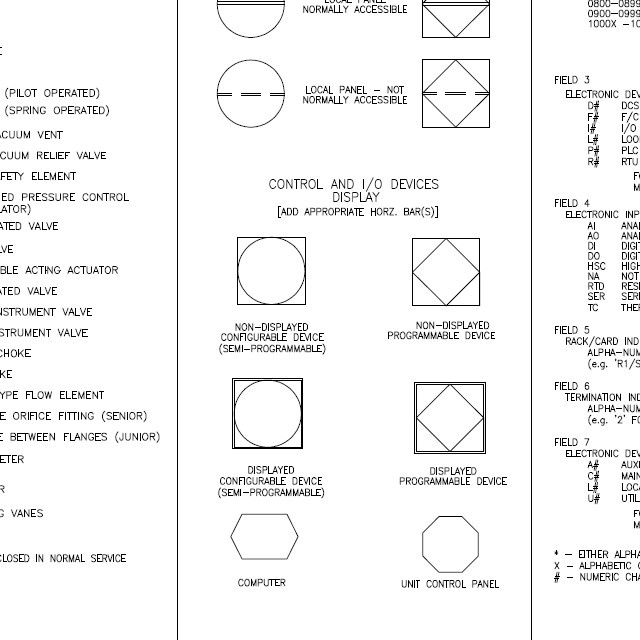 E
(PILOT OPERATED)
(SPRING OPERATED)
ACUUM VENT
CUUM RELIEF VALVE
FETY ELEMENT
ED PRESSURE CONTROL
LATOR)
ATED VALVE
VE
BLE ACTING ACTUATOR
ATED VALVE
NSTRUMENT VALVE
STRUMENT VALVE
CHOKE
KE
YPE FLOW ELEMENT
E ORIFICE FITTING (SENIOR)
E BETWEEN FLANGES (JUNIOR)
ETER
R
G VANES
CLOSED IN NORMAL SERVICE
LOCAL PANEL –
NORMALLY ACCESSIBLE
LOCAL PANEL – NOT
NORMALLY ACCESSIBLE
CONTROL AND I/O DEVICES
DISPLAY
[ADD APPROPRIATE HORZ. BAR(S)]
NON-DISPLAYED
CONFIGURABLE DEVICE
(SEMI-PROGRAMMABLE)
NON-DISPLAYED
PROGRAMMABLE DEVICE
DISPLAYED
CONFIGURABLE DEVICE
(SEMI-PROGRAMMABLE)
DISPLAYED
PROGRAMMABLE DEVICE
COMPUTER
UNIT CONTROL PANEL
0800-0899
0900-0999
1000X -10
FIELD 3
ELECTRONIC DEV
D# DCS
F# F/C
I# I/O
L# LOO
P# PLC
R# RTU
FO
M
FIELD 4
ELECTRONIC INP
AI ANAL
AO ANAL
DI DIGIT
DO DIGIT
HSC HIGH
NA NOT
RTD RESI
SER SERI
TC THER
FIELD 5
RACK/CARD IND
ALPHA-NUM
(e.g. 'R1/S
FIELD 6
TERMINATION IND
ALPHA-NUM
(e.g. '2' FO
FIELD 7
ELECTRONIC DEV
A# AUXI
C# MAIN
L# LOCA
U# UTIL
FO
M
* – EITHER ALPHA
X – ALPHABETIC C
# – NUMERIC CHA